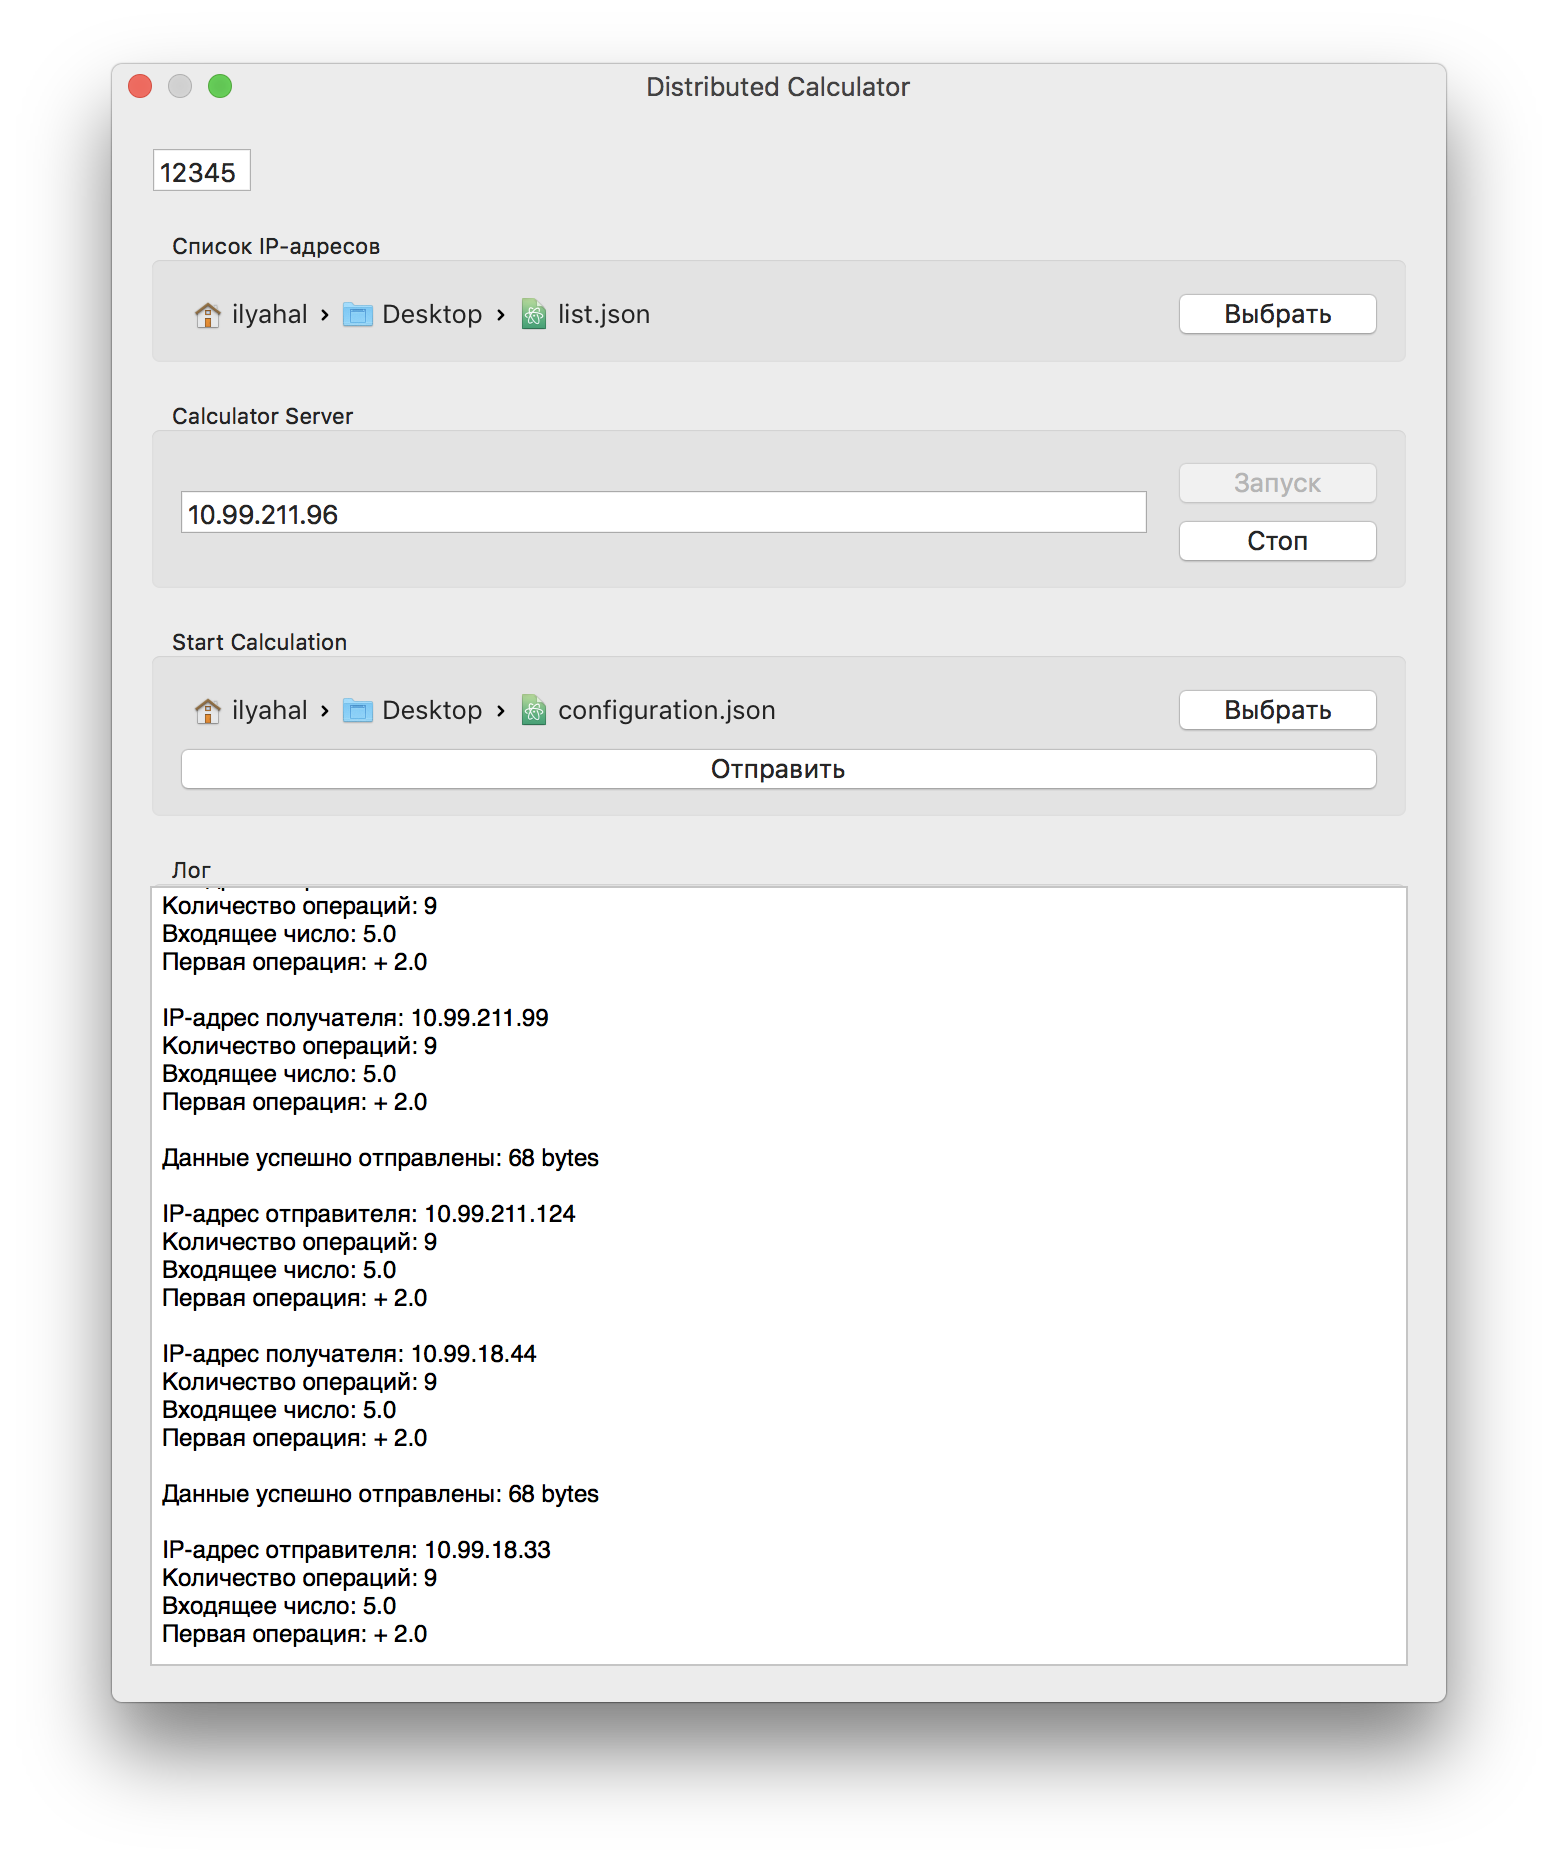 Distributed Calculator
12345
Список IP-адресов
ilyahal › Desktop › list.json
Выбрать
Calculator Server
10.99.211.96
Запуск
Стоп
Start Calculation
ilyahal › Desktop › configuration.json
Выбрать
Отправить
Лог
Количество операций: 9
Входящее число: 5.0
Первая операция: + 2.0
IP-адрес получателя: 10.99.211.99
Количество операций: 9
Входящее число: 5.0
Первая операция: + 2.0
Данные успешно отправлены: 68 bytes
IP-адрес отправителя: 10.99.211.124
Количество операций: 9
Входящее число: 5.0
Первая операция: + 2.0
IP-адрес получателя: 10.99.18.44
Количество операций: 9
Входящее число: 5.0
Первая операция: + 2.0
Данные успешно отправлены: 68 bytes
IP-адрес отправителя: 10.99.18.33
Количество операций: 9
Входящее число: 5.0
Первая операция: + 2.0